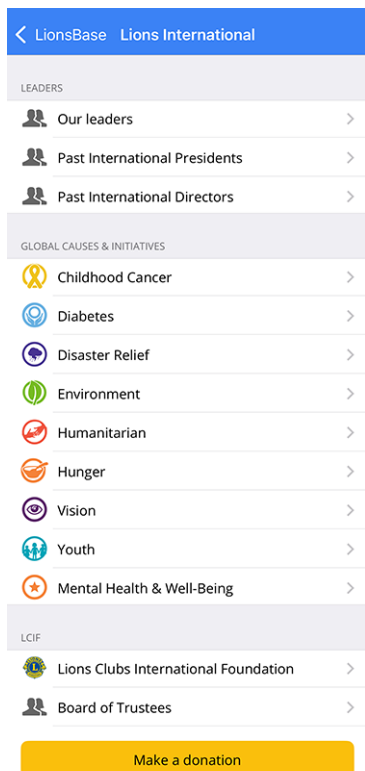 LionsBase Lions International
LEADERS
Our leaders
Past International Presidents
Past International Directors
GLOBAL CAUSES & INITIATIVES
Childhood Cancer
Diabetes
Disaster Relief
Environment
Humanitarian
Hunger
Vision
Youth
Mental Health & Well-Being
LCIF
Lions Clubs International Foundation
Board of Trustees
Make a donation